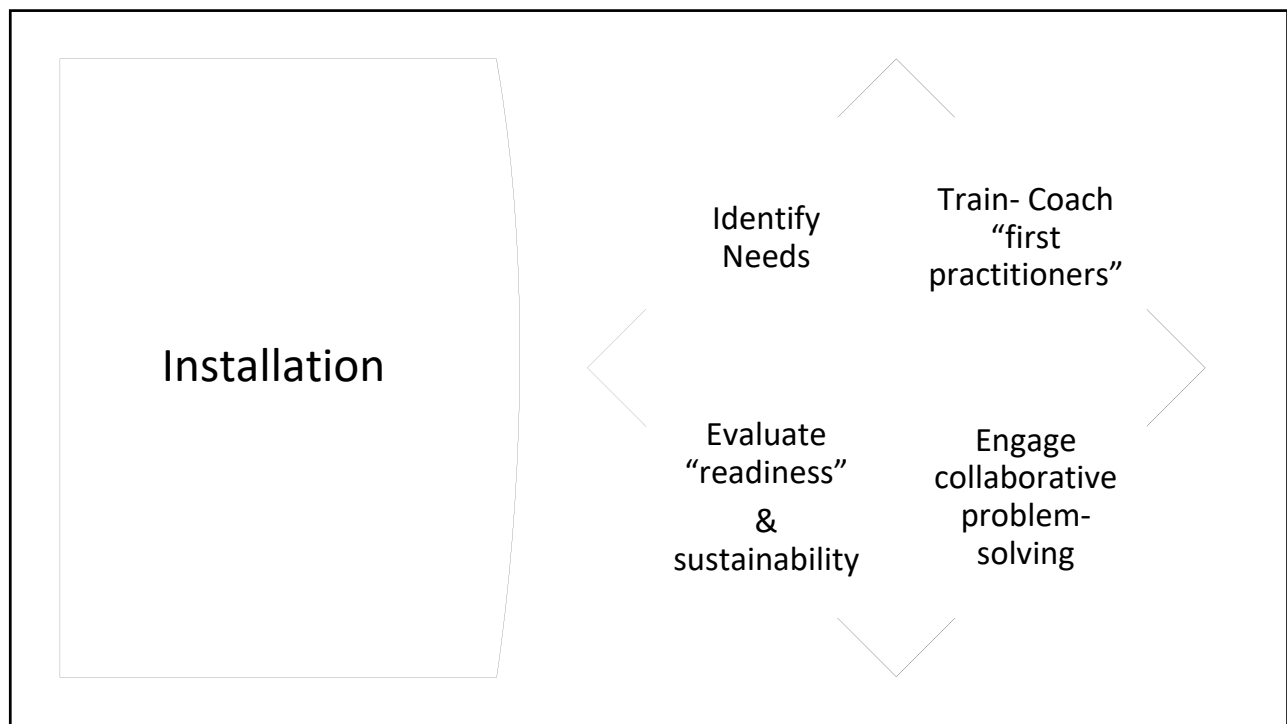 Installation
Identify
Needs
Train- Coach
“first
practitioners”
Evaluate
“readiness”
&
sustainability
Engage
collaborative
problem-
solving